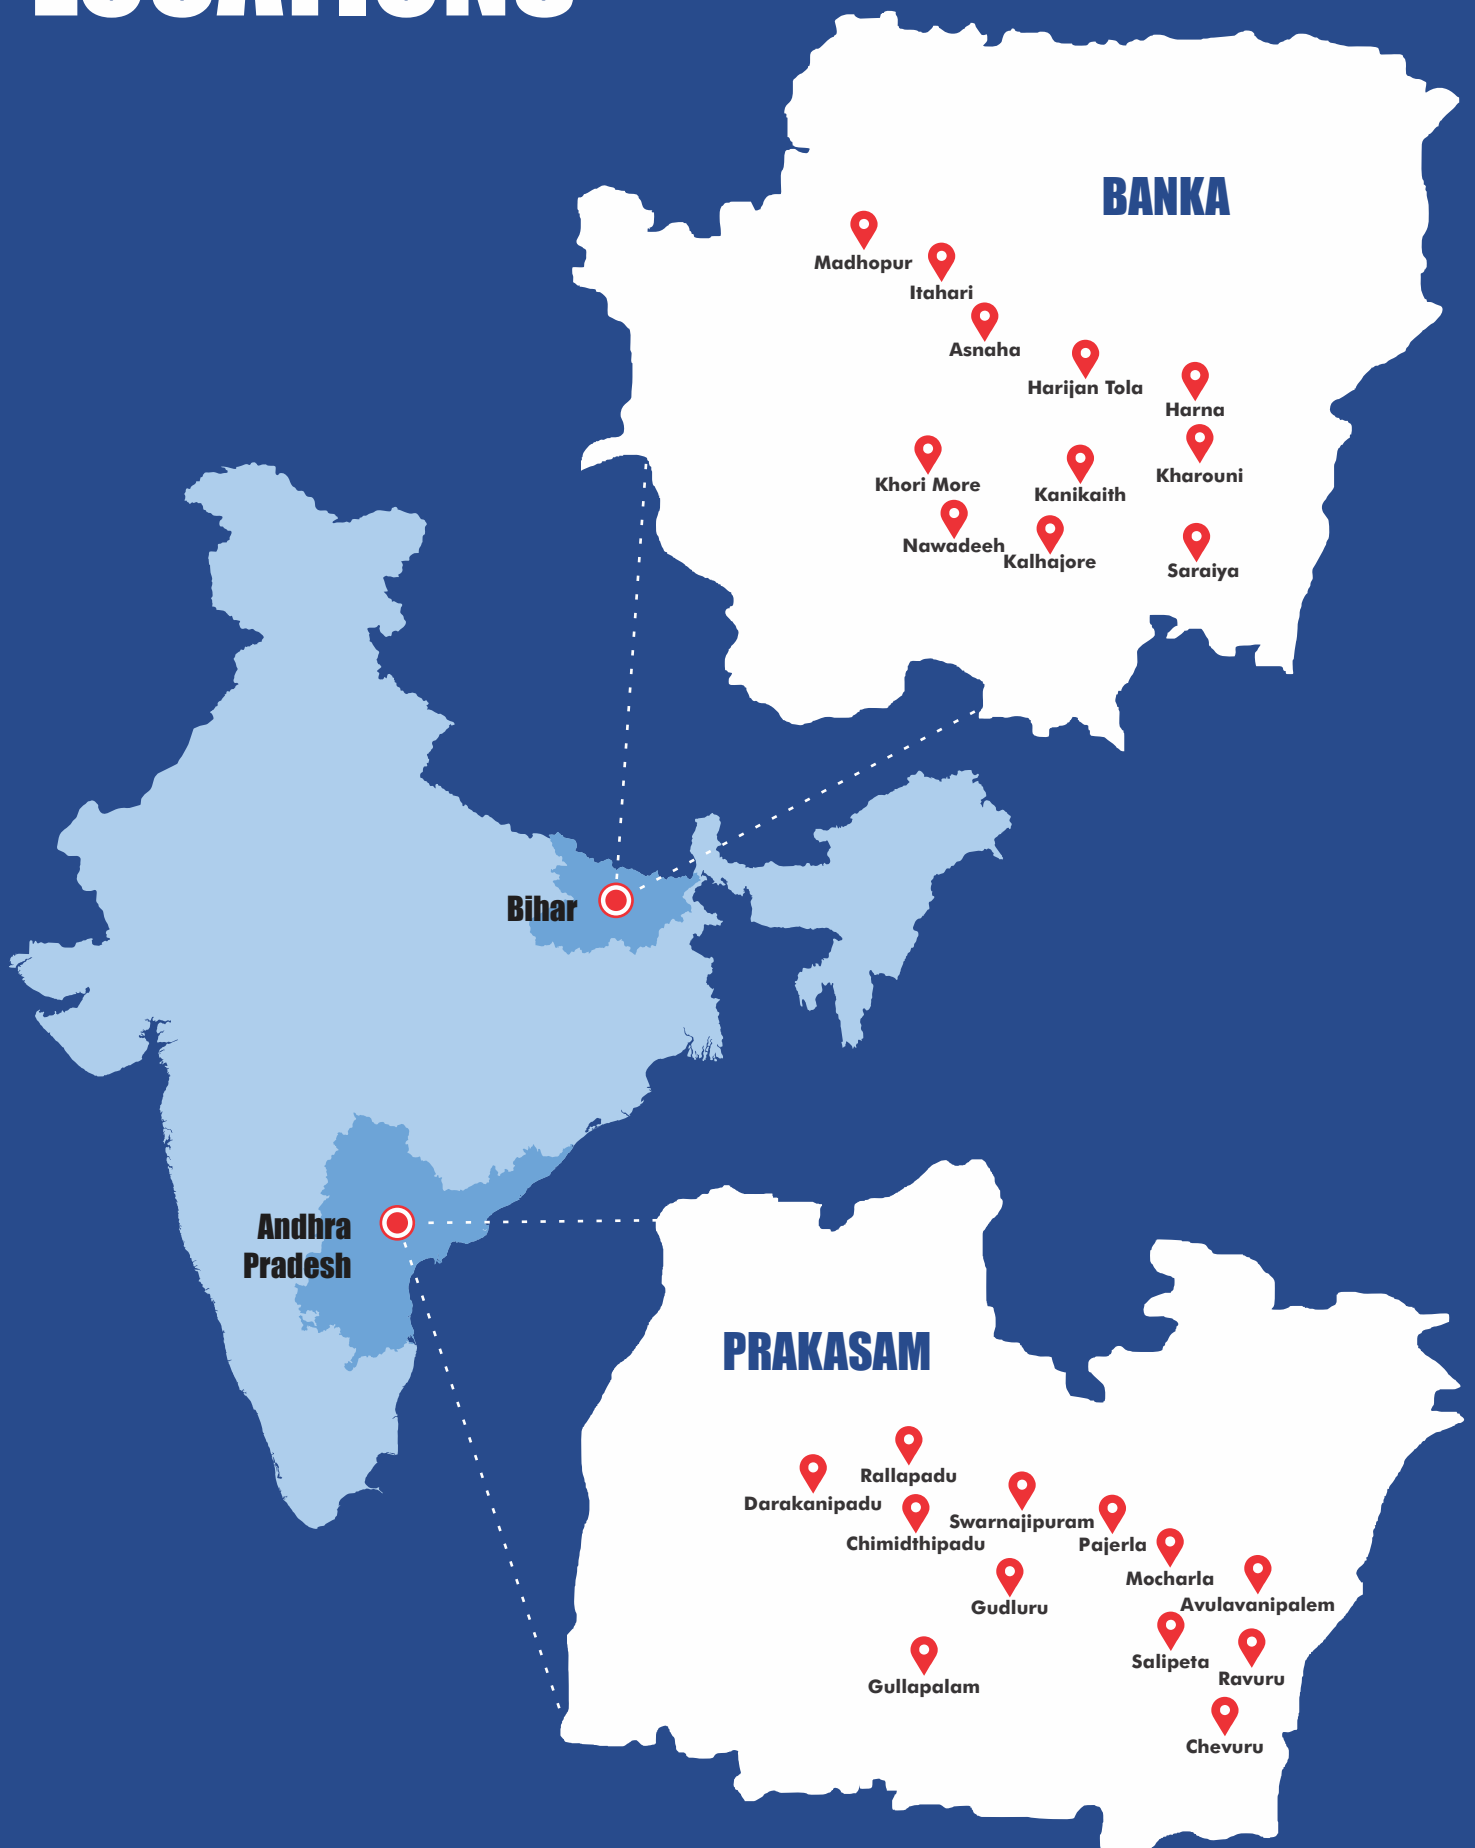 LOCATIONS
BANKA
Madhopur
Itahari
Asnaha
Harijan Tola
Harna
Kharouni
Khori More
Kanikaith
Nawadeeh
Kalhajore
Saraiya
Bihar
Andhra
Pradesh
PRAKASAM
Rallapadu
Darakanipadu
Swarnajipuram
Chimidthipadu
Pajerla
Mocharla
Avulavanipalem
Gudluru
Salipeta
Ravuru
Gullapalam
Chevuru